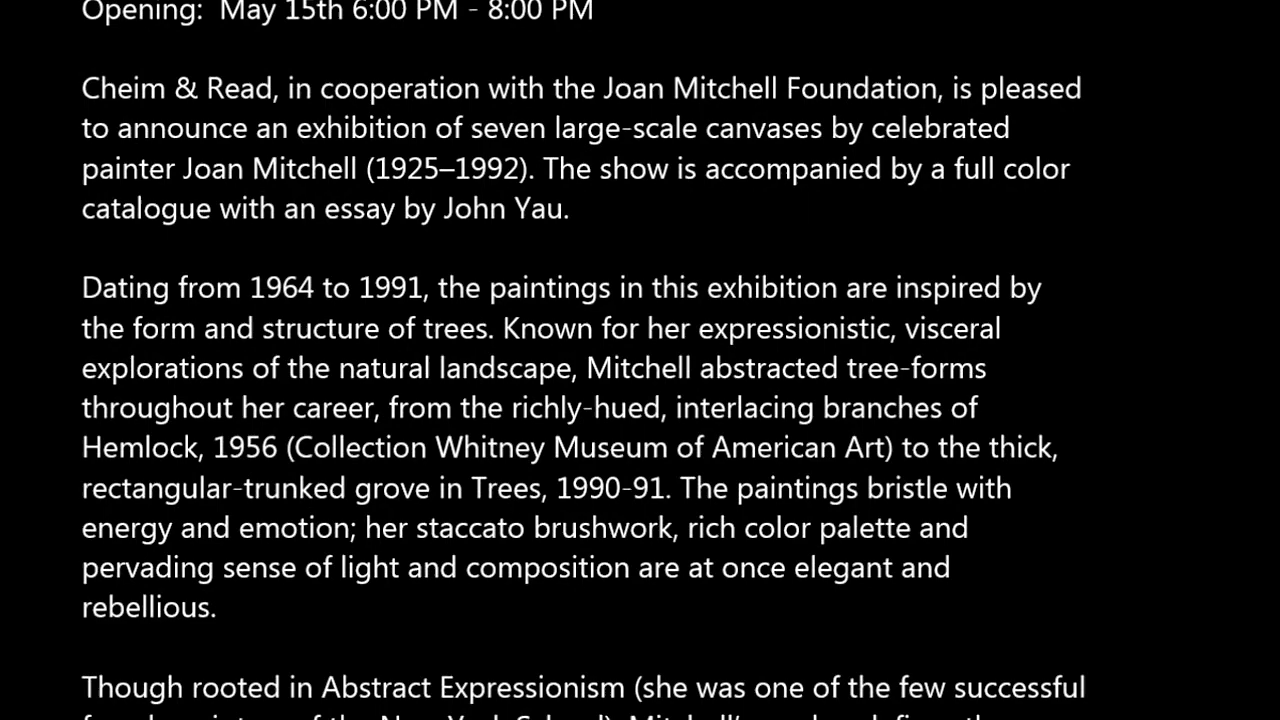 Opening:  May 15th 6:00 PM - 8:00 PM
Cheim & Read, in cooperation with the Joan Mitchell Foundation, is pleased
to announce an exhibition of seven large-scale canvases by celebrated
painter Joan Mitchell (1925–1992). The show is accompanied by a full color
catalogue with an essay by John Yau.
Dating from 1964 to 1991, the paintings in this exhibition are inspired by
the form and structure of trees. Known for her expressionistic, visceral
explorations of the natural landscape, Mitchell abstracted tree-forms
throughout her career, from the richly-hued, interlacing branches of
Hemlock, 1956 (Collection Whitney Museum of American Art) to the thick,
rectangular-trunked grove in Trees, 1990-91. The paintings bristle with
energy and emotion; her staccato brushwork, rich color palette and
pervading sense of light and composition are at once elegant and
rebellious.
Though rooted in Abstract Expressionism (she was one of the few successful